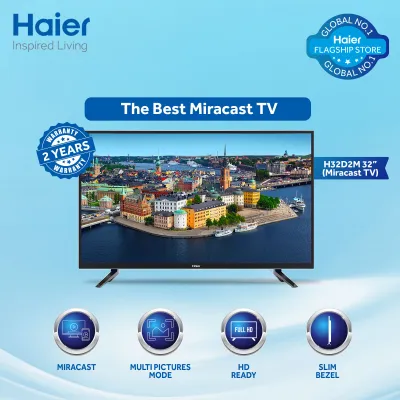 Haier
Inspired Living
GLOBAL NO.1
Haier
FLAGSHIP STORE
GLOBAL NO.1
The Best Miracast TV
WARRANTY
2 YEARS
WARRANTY
H32D2M 32”
(Miracast TV)
Haier
MIRACAST
MULTI PICTURES
MODE
FULL HD
HD
READY
SLIM
BEZEL